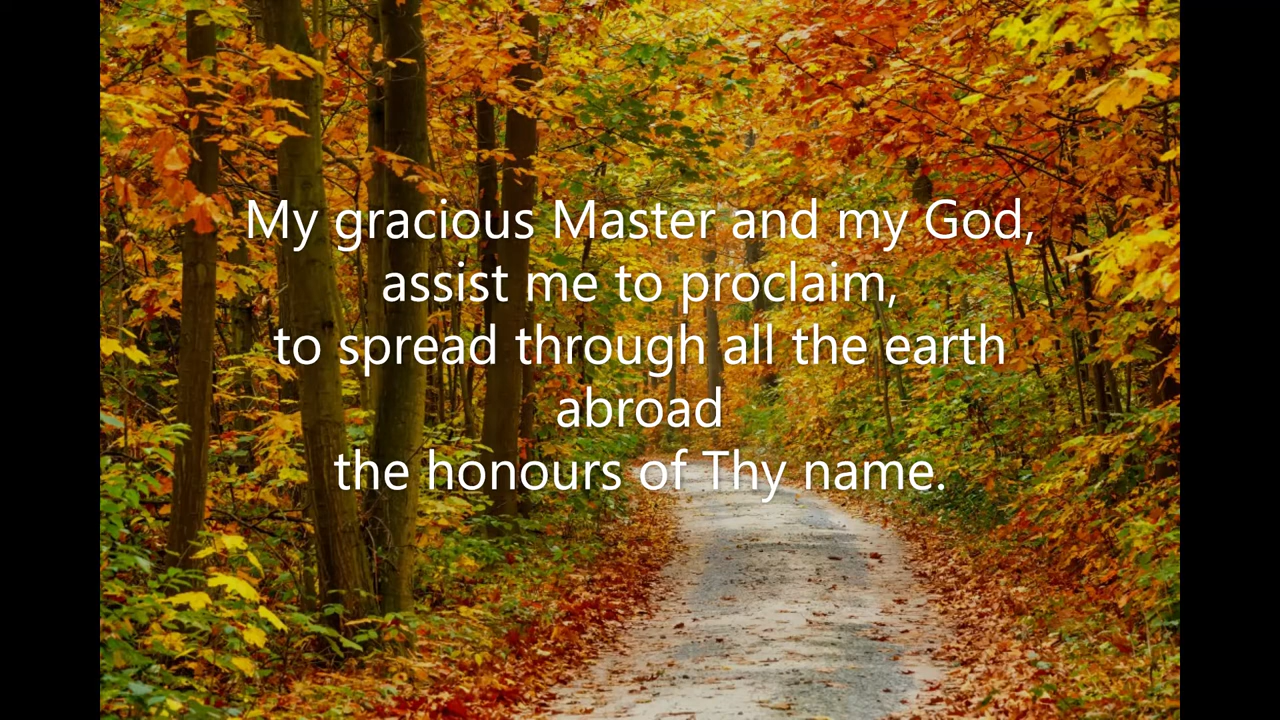 My gracious Master and my God,
assist me to proclaim,
to spread through all the earth
abroad
the honours of Thy name.